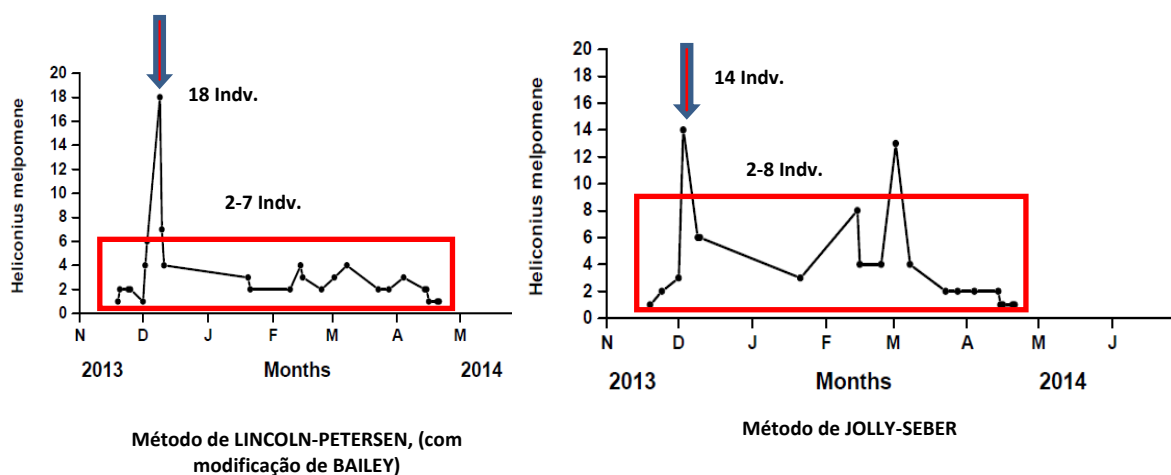 18 Indv.
2-7 Indv.
Heliconius melpomene
20
18
16
14
12
10
8
6
4
2
0
N D J F M A M
2013 Months 2014
Método de LINCOLN-PETERSEN, (com
modificação de BAILEY)
14 Indv.
2-8 Indv.
Heliconius melpomene
20
18
16
14
12
10
8
6
4
2
0
N D J F M A M J
2013 Months 2014
Método de JOLLY-SEBER